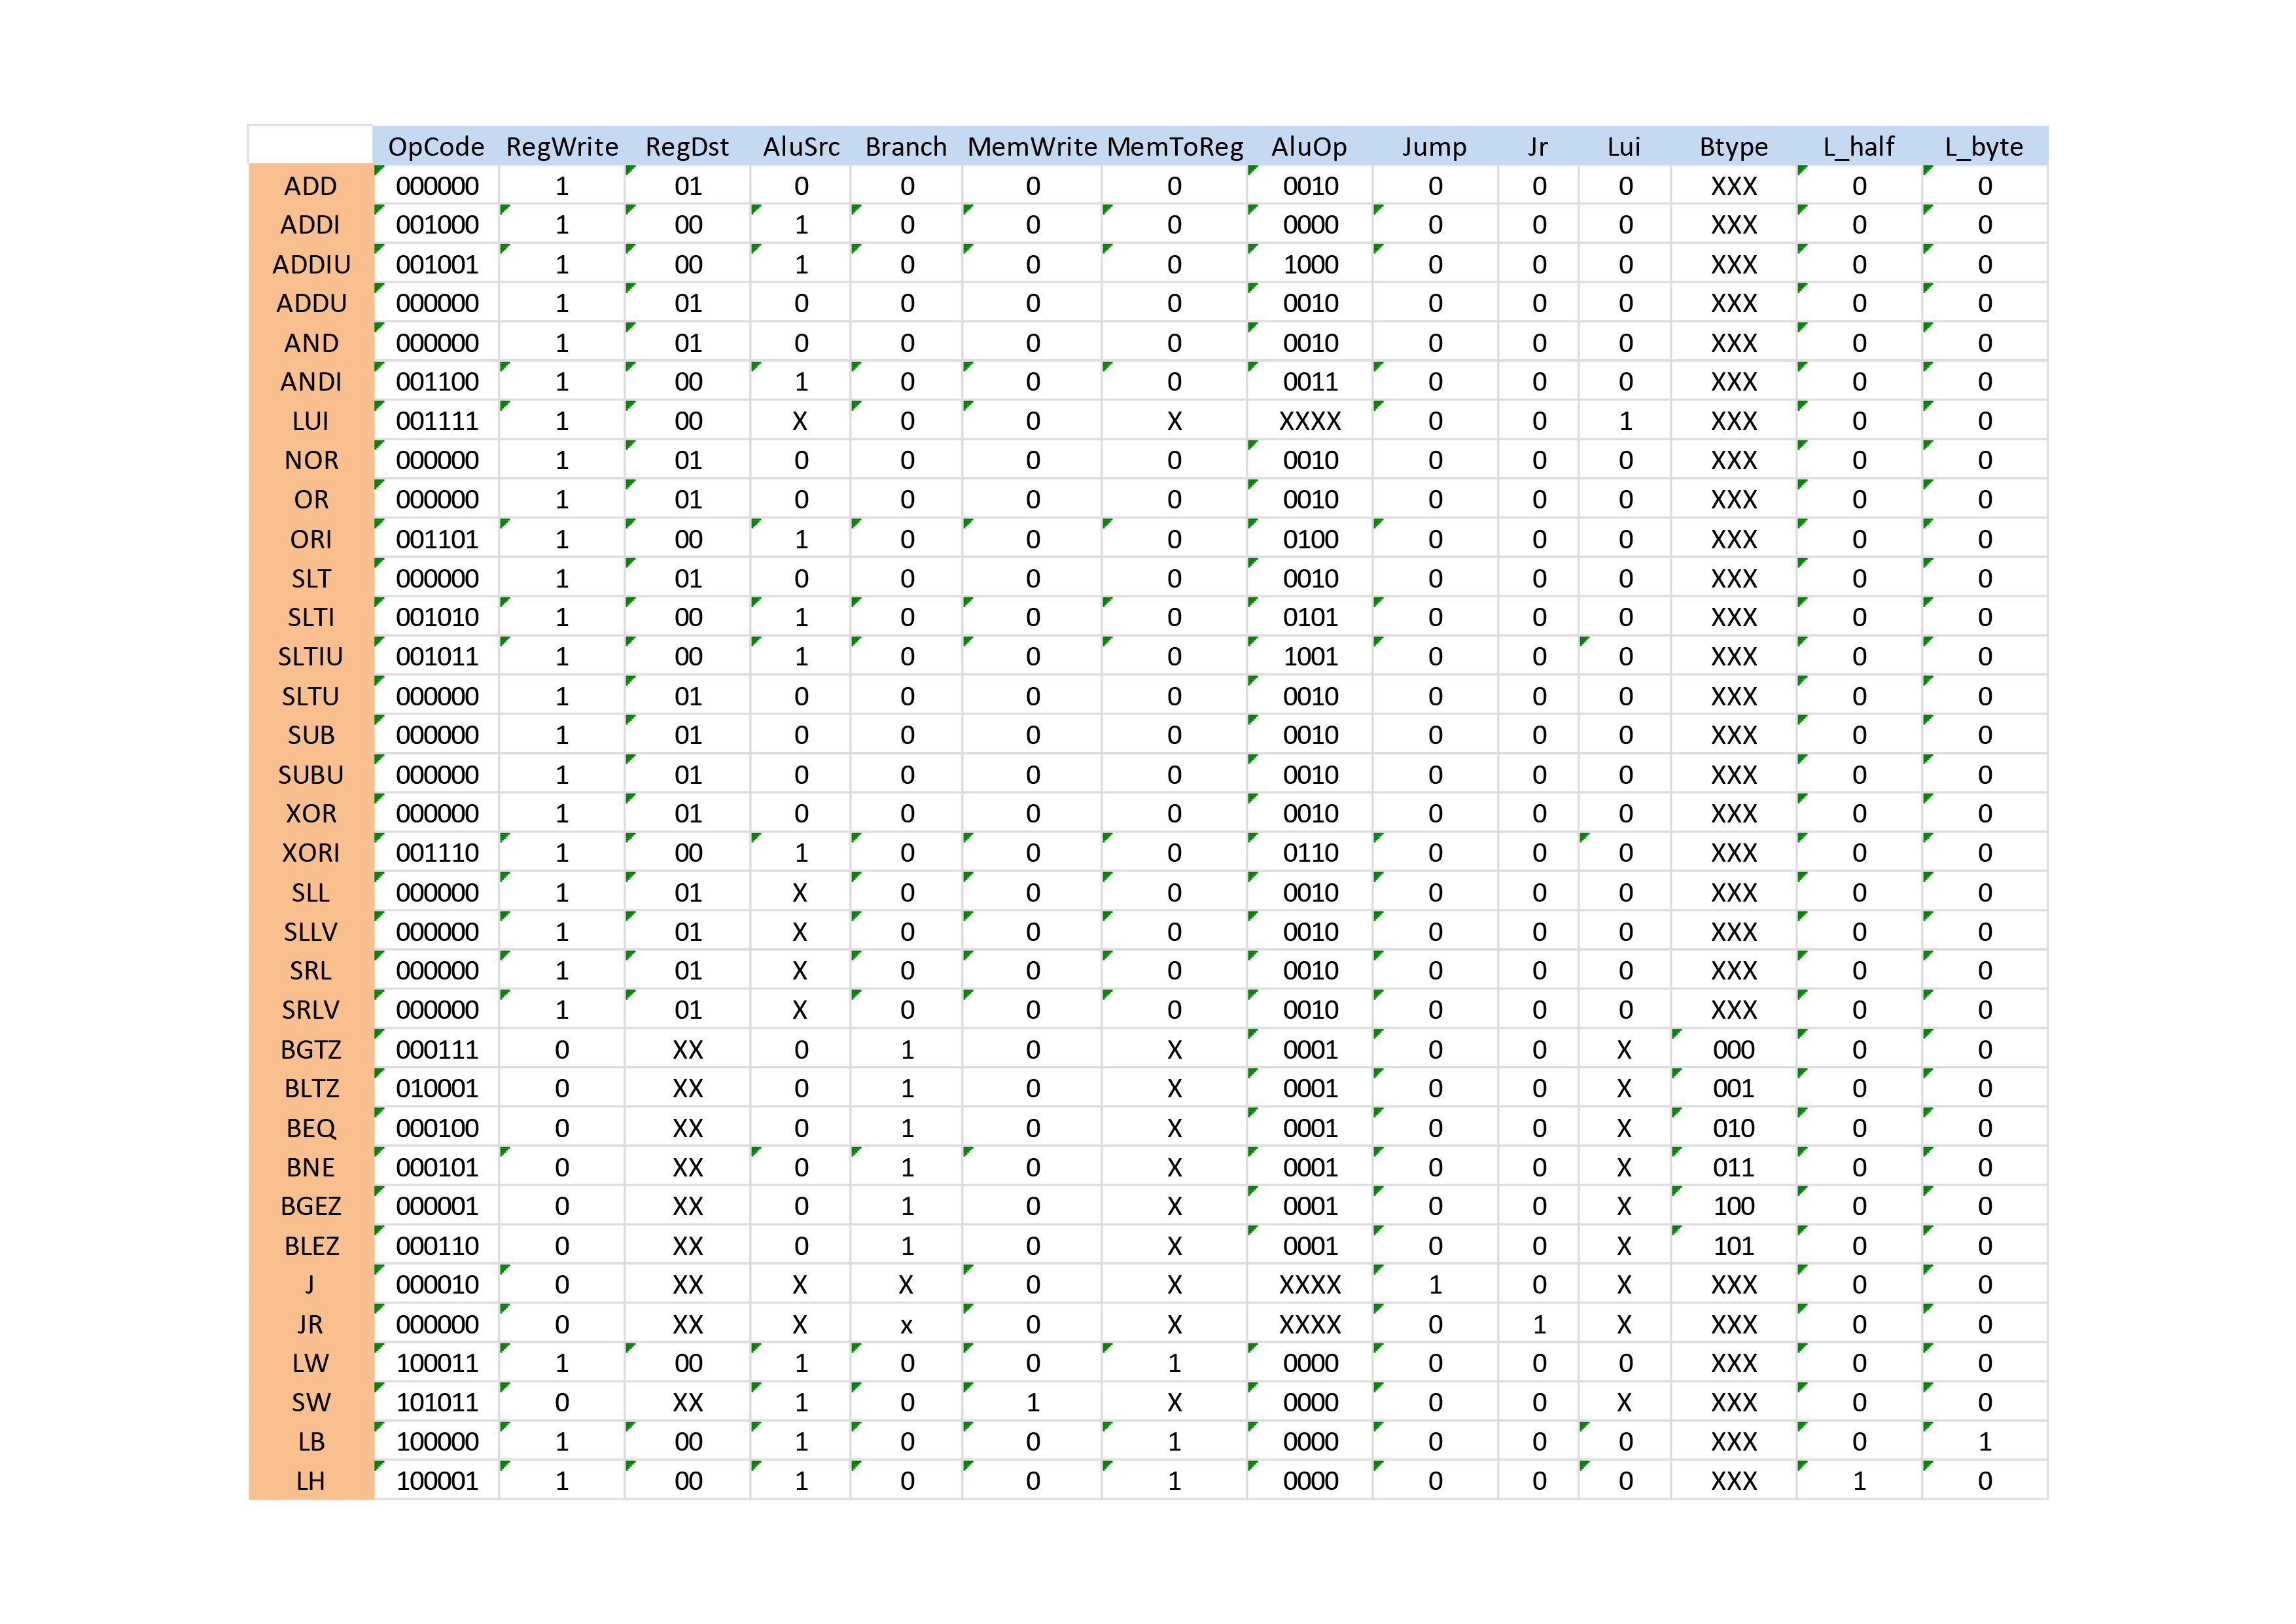 OpCode RegWrite RegDst AluSrc Branch MemWrite MemToReg AluOp Jump Jr Lui Btype L_half L_byte
ADD 000000 1 01 0 0 0 0 0010 0 0 0 XXX 0 0
ADDI 001000 1 00 1 0 0 0 0000 0 0 0 XXX 0 0
ADDIU 001001 1 00 1 0 0 0 1000 0 0 0 XXX 0 0
ADDU 000000 1 01 0 0 0 0 0010 0 0 0 XXX 0 0
AND 000000 1 01 0 0 0 0 0010 0 0 0 XXX 0 0
ANDI 001100 1 00 1 0 0 0 0011 0 0 0 XXX 0 0
LUI 001111 1 00 X 0 0 X XXXX 0 0 1 XXX 0 0
NOR 000000 1 01 0 0 0 0 0010 0 0 0 XXX 0 0
OR 000000 1 01 0 0 0 0 0010 0 0 0 XXX 0 0
ORI 001101 1 00 1 0 0 0 0100 0 0 0 XXX 0 0
SLT 000000 1 01 0 0 0 0 0010 0 0 0 XXX 0 0
SLTI 001010 1 00 1 0 0 0 0101 0 0 0 XXX 0 0
SLTIU 001011 1 00 1 0 0 0 1001 0 0 0 XXX 0 0
SLTU 000000 1 01 0 0 0 0 0010 0 0 0 XXX 0 0
SUB 000000 1 01 0 0 0 0 0010 0 0 0 XXX 0 0
SUBU 000000 1 01 0 0 0 0 0010 0 0 0 XXX 0 0
XOR 000000 1 01 0 0 0 0 0010 0 0 0 XXX 0 0
XORI 001110 1 00 1 0 0 0 0110 0 0 0 XXX 0 0
SLL 000000 1 01 X 0 0 0 0010 0 0 0 XXX 0 0
SLLV 000000 1 01 X 0 0 0 0010 0 0 0 XXX 0 0
SRL 000000 1 01 X 0 0 0 0010 0 0 0 XXX 0 0
SRLV 000000 1 01 X 0 0 0 0010 0 0 0 XXX 0 0
BGTZ 000111 0 XX 0 1 0 X 0001 0 0 X 000 0 0
BLTZ 010001 0 XX 0 1 0 X 0001 0 0 X 001 0 0
BEQ 000100 0 XX 0 1 0 X 0001 0 0 X 010 0 0
BNE 000101 0 XX 0 1 0 X 0001 0 0 X 011 0 0
BGEZ 000001 0 XX 0 1 0 X 0001 0 0 X 100 0 0
BLEZ 000110 0 XX 0 1 0 X 0001 0 0 X 101 0 0
J 000010 0 XX X X 0 X XXXX 1 0 X XXX 0 0
JR 000000 0 XX X x 0 X XXXX 0 1 X XXX 0 0
LW 100011 1 00 1 0 0 1 0000 0 0 0 XXX 0 0
SW 101011 0 XX 1 0 1 X 0000 0 0 X XXX 0 0
LB 100000 1 00 1 0 0 1 0000 0 0 0 XXX 0 1
LH 100001 1 00 1 0 0 1 0000 0 0 0 XXX 1 0